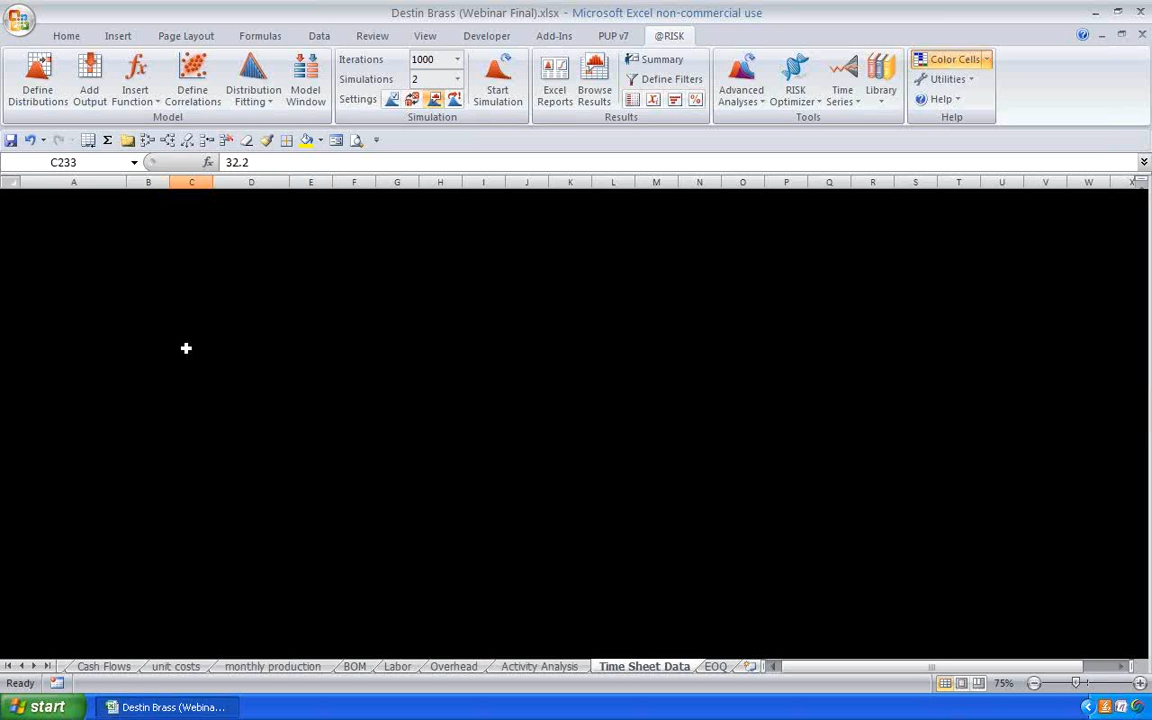 Destin Brass (Webinar Final).xlsx - Microsoft Excel non-commercial use
Home Insert Page Layout Formulas Data Review View Developer Add-Ins PUP v7 @RISK
Define Distributions
Add Output
Insert Function
Define Correlations
Distribution Fitting
Model Window
Model
Iterations 1000
Simulations 2
Settings
Start Simulation
Simulation
Excel Reports
Browse Results
Summary
Define Filters
Results
Advanced Analyses
RISK Optimizer
Time Series
Library
Tools
Color Cells
Utilities
Help
Help
C233 fx 32.2
A B C D E F G H I J K L M N O P Q R S T U V W X
Cash Flows unit costs monthly production BOM Labor Overhead Activity Analysis Time Sheet Data EOQ
Ready 75%
start Destin Brass (Webina...